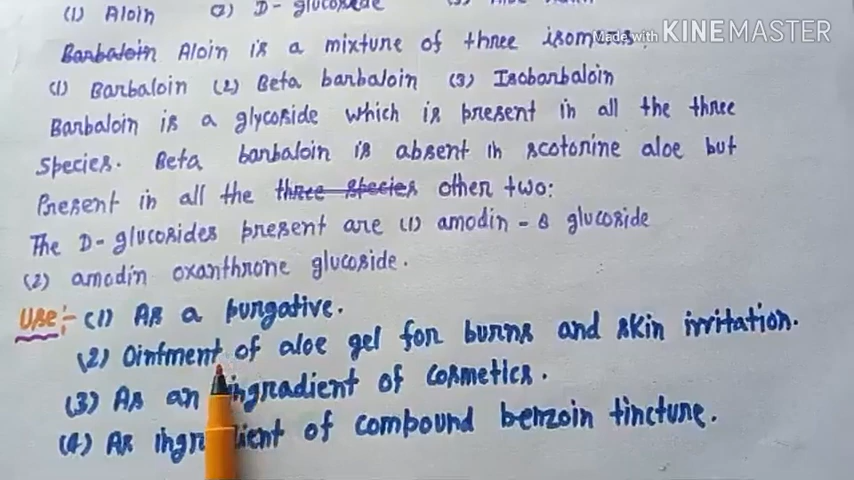 (1) Aloin (2) D- glucoside
Made with KINEMASTER
Barbaloin Aloin is a mixture of three isomers.
(1) Barbaloin (2) Beta barbaloin (3) Isobarbaloin
Barbaloin is a glycoside which is present in all the three
species. Beta barbaloin is absent in scotorine aloe but
Present in all the three species other two:
The D- glucosides present are (1) amodin - 8 glucoside
(2) amodin oxanthrone glucoside.
Use:- (1) As a purgative.
(2) Ointment of aloe gel for burns and skin irritation.
(3) As an ingradient of cosmetics.
(4) As ingradient of compound benzoin tincture.